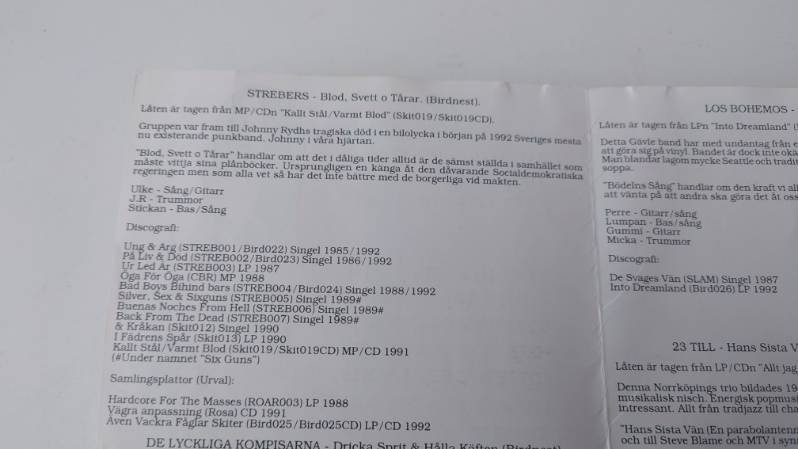 STREBERS - Blod, Svett o Tårar. (Birdnest).
Låten är tagen från MP/CDn "Kallt Stål/Varmt Blod" (Skit019/Skit019CD).
Gruppen var fram till Johnny Rydhs tragiska död i en bilolycka i början på 1992 Sveriges mesta
nu existerande punkband. Johnny i våra hjärtan.
"Blod, Svett o Tårar" handlar om att det i dåliga tider alltid är de sämst ställda i samhället som
måste vittja sina plånböcker. Ursprungligen en känga åt den dåvarande Socialdemokratiska
regeringen men som alla vet så har det inte bättre med de borgerliga vid makten.
Ulke - Sång/Gitarr
J.R - Trummor
Stickan - Bas/Sång
Discografi:
Ung & Arg (STREB001/Bird022) Singel 1985/1992
På Liv & Död (STREB002/Bird023) Singel 1986/1992
Ur Led Är (STREB003) LP 1987
Öga För Öga (CBR) MP 1988
Bad Boys Bihind bars (STREB004/Bird024) Singel 1988/1992
Silver, Sex & Sixguns (STREB005) Singel 1989#
Buenas Noches From Hell (STREB006) Singel 1989#
Back From The Dead (STREB007) Singel 1989#
& Kråkan (Skit012) Singel 1990
I Fädrens Spår (Skit013) LP 1990
Kallt Stål/Varmt Blod (Skit019/Skit019CD) MP/CD 1991
(#Under namnet "Six Guns")
Samlingsplattor (Urval):
Hardcore For The Masses (ROAR003) LP 1988
Vägra anpassning (Rosa) CD 1991
Även Vackra Fåglar Skiter (Bird025/Bird025CD) LP/CD 1992
DE LYCKLIGA KOMPISARNA - Dricka Sprit & Hålla Käften (Birdnest)
LOS BOHEMOS -
Låten är tagen från LPn "Into Dreamland" (
Detta Gävle band har med undantag från e
att göra sig på vinyl. Bandet är dock inte okä
Man blandar lagom mycket Seattle och tradit
soppa.
"Bödelns Sång" handlar om den kraft vi all
att vänta på att andra ska göra det åt oss
Perre - Gitarr/sång
Lumpan - Bas/sång
Gummi - Gitarr
Micka - Trummor
Discografi:
De Svages Vän (SLAM) Singel 1987
Into Dreamland (Bird026) LP 1992
23 TILL - Hans Sista V
Låten är tagen från LP/CDn "Allt jag
Denna Norrköpings trio bildades 19
musikalisk nisch. Energisk popmusi
intressant. Allt från tradjazz till cha
"Hans Sista Vän (En parabolantenn
och till Steve Blame och MTV i syn